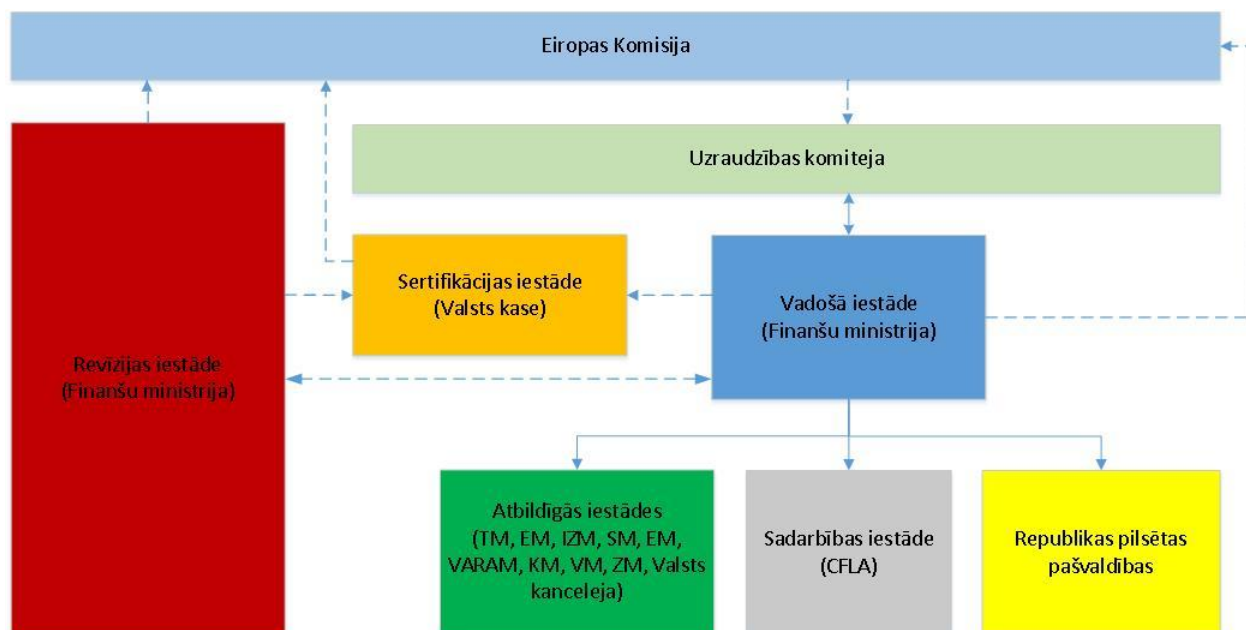 Eiropas Komisija
Uzraudzības komiteja
Sertifikācijas iestāde
(Valsts kase)
Vadošā iestāde
(Finanšu ministrija)
Revīzijas iestāde
(Finanšu ministrija)
Atbildīgās iestādes
(TM, EM, IZM, SM, EM,
VARAM, KM, VM, ZM, Valsts
kanceleja)
Sadarbības iestāde
(CFLA)
Republikas pilsētas
pašvaldības